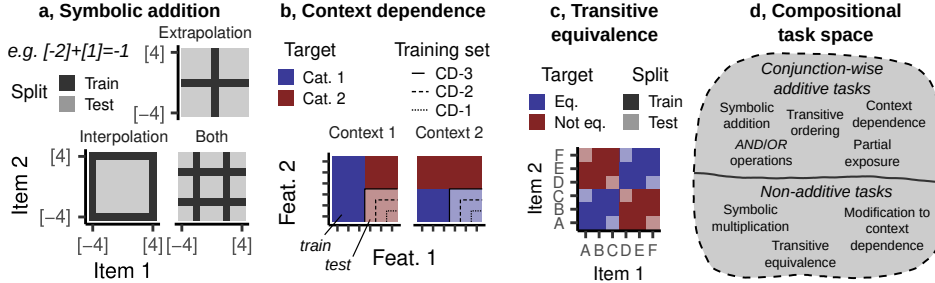 a, Symbolic addition
e.g. [-2]+[1]=-1
Extrapolation
Split
Train
Test
[4]
[-4]
Interpolation
Both
Item 2
[4]
[-4]
[-4]
[4]
[-4]
[4]
Item 1
b, Context dependence
Target
Cat. 1
Cat. 2
Training set
CD-3
CD-2
CD-1
Context 1
Context 2
Feat. 2
train
test
Feat. 1
c, Transitive
equivalence
Target
Eq.
Not eq.
Split
Train
Test
Item 2
F
E
D
C
B
A
A B C D E F
Item 1
d, Compositional
task space
Conjunction-wise
additive tasks
Symbolic
addition
Transitive
ordering
Context
dependence
AND/OR
operations
Partial
exposure
Non-additive tasks
Symbolic
multiplication
Modification to
context
dependence
Transitive
equivalence